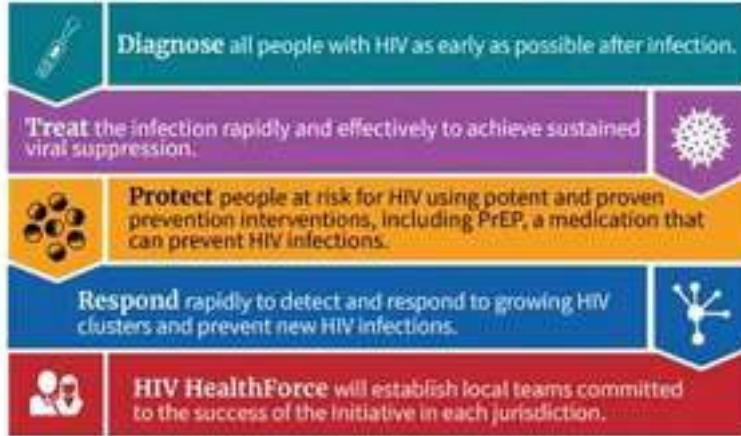 Diagnose all people with HIV as early as possible after infection.
Treat the infection rapidly and effectively to achieve sustained
viral suppression.
Protect people at risk for HIV using potent and proven
prevention interventions, including PrEP, a medication that
can prevent HIV infections.
Respond rapidly to detect and respond to growing HIV
clusters and prevent new HIV infections.
HIV HealthForce will establish local teams committed
to the success of the Initiative in each jurisdiction.